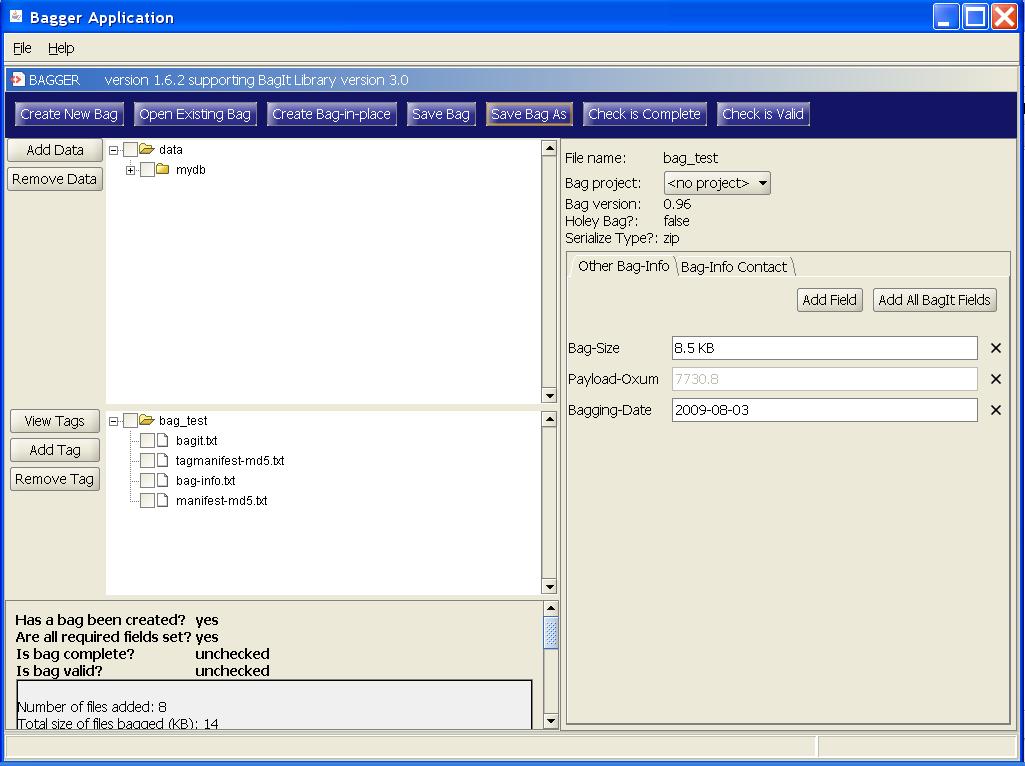 Bagger Application
File Help
BAGGER version 1.6.2 supporting BagIt Library version 3.0
Create New Bag Open Existing Bag Create Bag-in-place Save Bag Save Bag As Check is Complete Check is Valid
Add Data
Remove Data
data
mydb
View Tags
Add Tag
Remove Tag
bag_test
bagit.txt
tagmanifest-md5.txt
bag-info.txt
manifest-md5.txt
Has a bag been created? yes
Are all required fields set? yes
Is bag complete? unchecked
Is bag valid? unchecked
Number of files added: 8
Total size of files bagged (KB): 14
File name: bag_test
Bag project: <no project>
Bag version: 0.96
Holey Bag?: false
Serialize Type?: zip
Other Bag-Info Bag-Info Contact
Add Field Add All BagIt Fields
Bag-Size 8.5 KB
Payload-Oxum 7730.8
Bagging-Date 2009-08-03